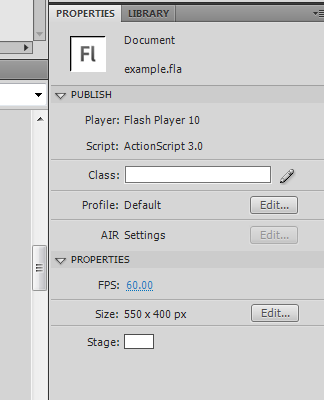 PROPERTIES LIBRARY
Fl Document
example.fla
PUBLISH
Player: Flash Player 10
Script: ActionScript 3.0
Class:
Profile: Default Edit...
AIR Settings Edit...
PROPERTIES
FPS: 60.00
Size: 550 x 400 px Edit...
Stage: